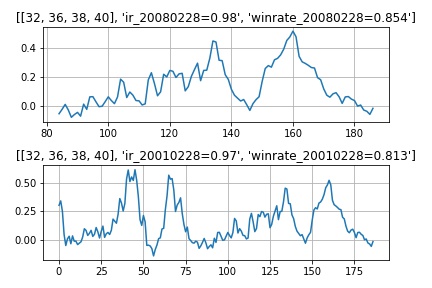 [[32, 36, 38, 40], 'ir_20080228=0.98', 'winrate_20080228=0.854']
0.4
0.2
0.0
80 100 120 140 160 180
[[32, 36, 38, 40], 'ir_20010228=0.97', 'winrate_20010228=0.813']
0.50
0.25
0.00
0 25 50 75 100 125 150 175